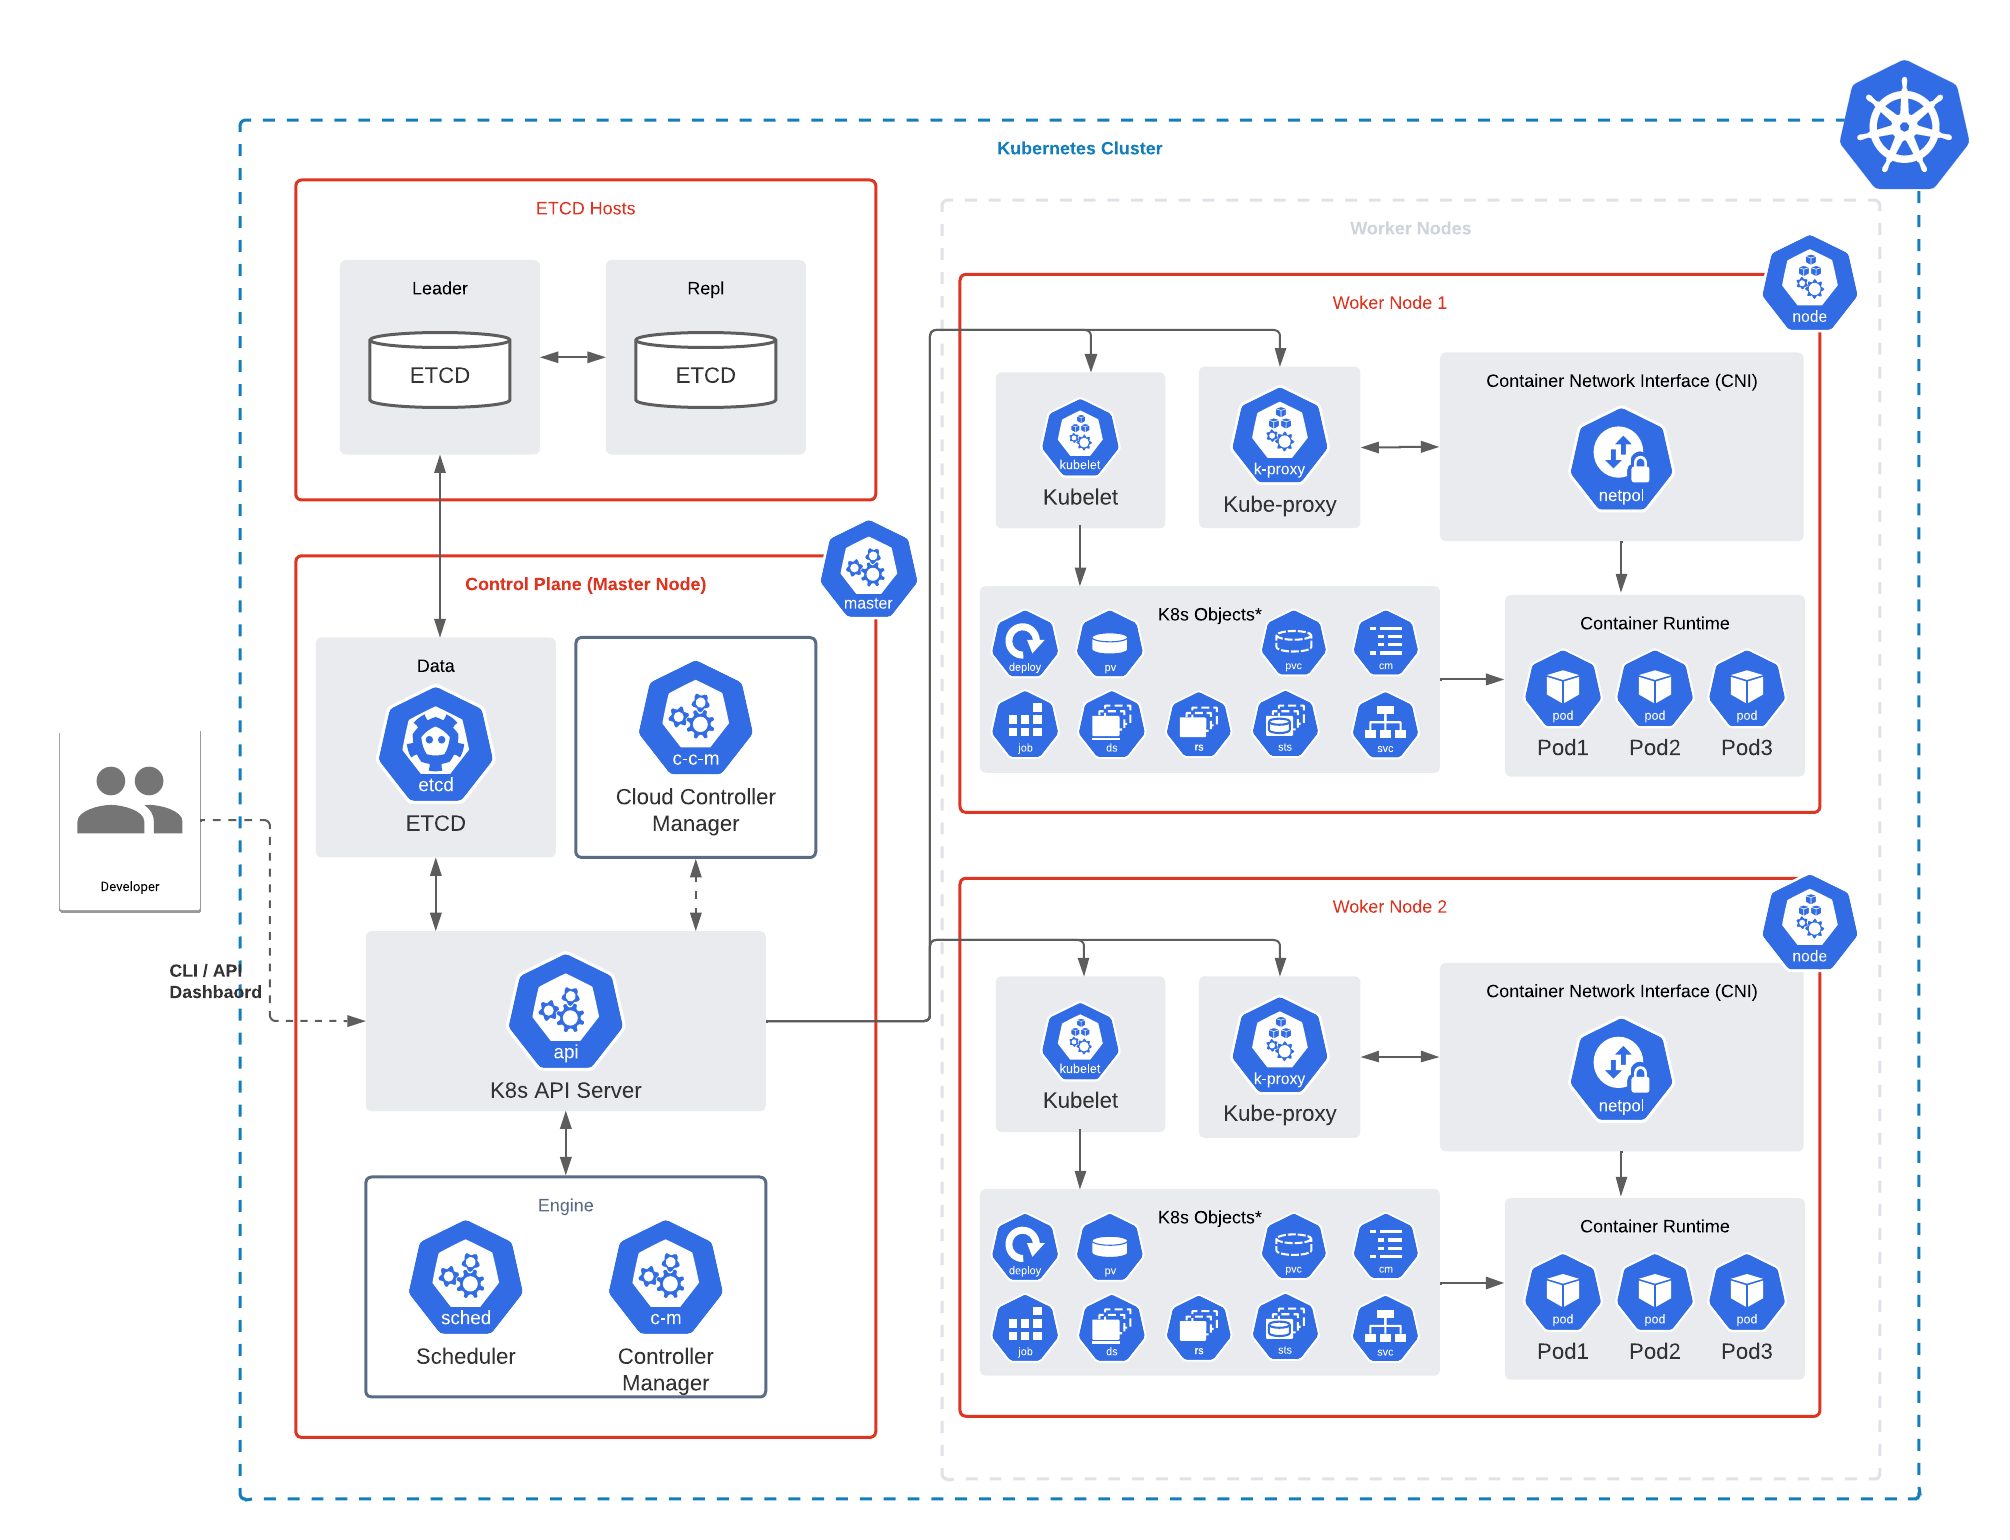 Kubernetes Cluster
ETCD Hosts
Leader
ETCD
Repl
ETCD
Control Plane (Master Node)
master
Data
etcd
ETCD
c-c-m
Cloud Controller
Manager
Developer
CLI / API
Dashbaord
api
K8s API Server
Engine
sched
Scheduler
c-m
Controller
Manager
Worker Nodes
Woker Node 1
node
kubelet
Kubelet
k-proxy
Kube-proxy
Container Network Interface (CNI)
netpol
K8s Objects*
deploy
pv
pvc
cm
job
ds
rs
sts
svc
Container Runtime
pod
pod
pod
Pod1
Pod2
Pod3
Woker Node 2
node
kubelet
Kubelet
k-proxy
Kube-proxy
Container Network Interface (CNI)
netpol
K8s Objects*
deploy
pv
pvc
cm
job
ds
rs
sts
svc
Container Runtime
pod
pod
pod
Pod1
Pod2
Pod3